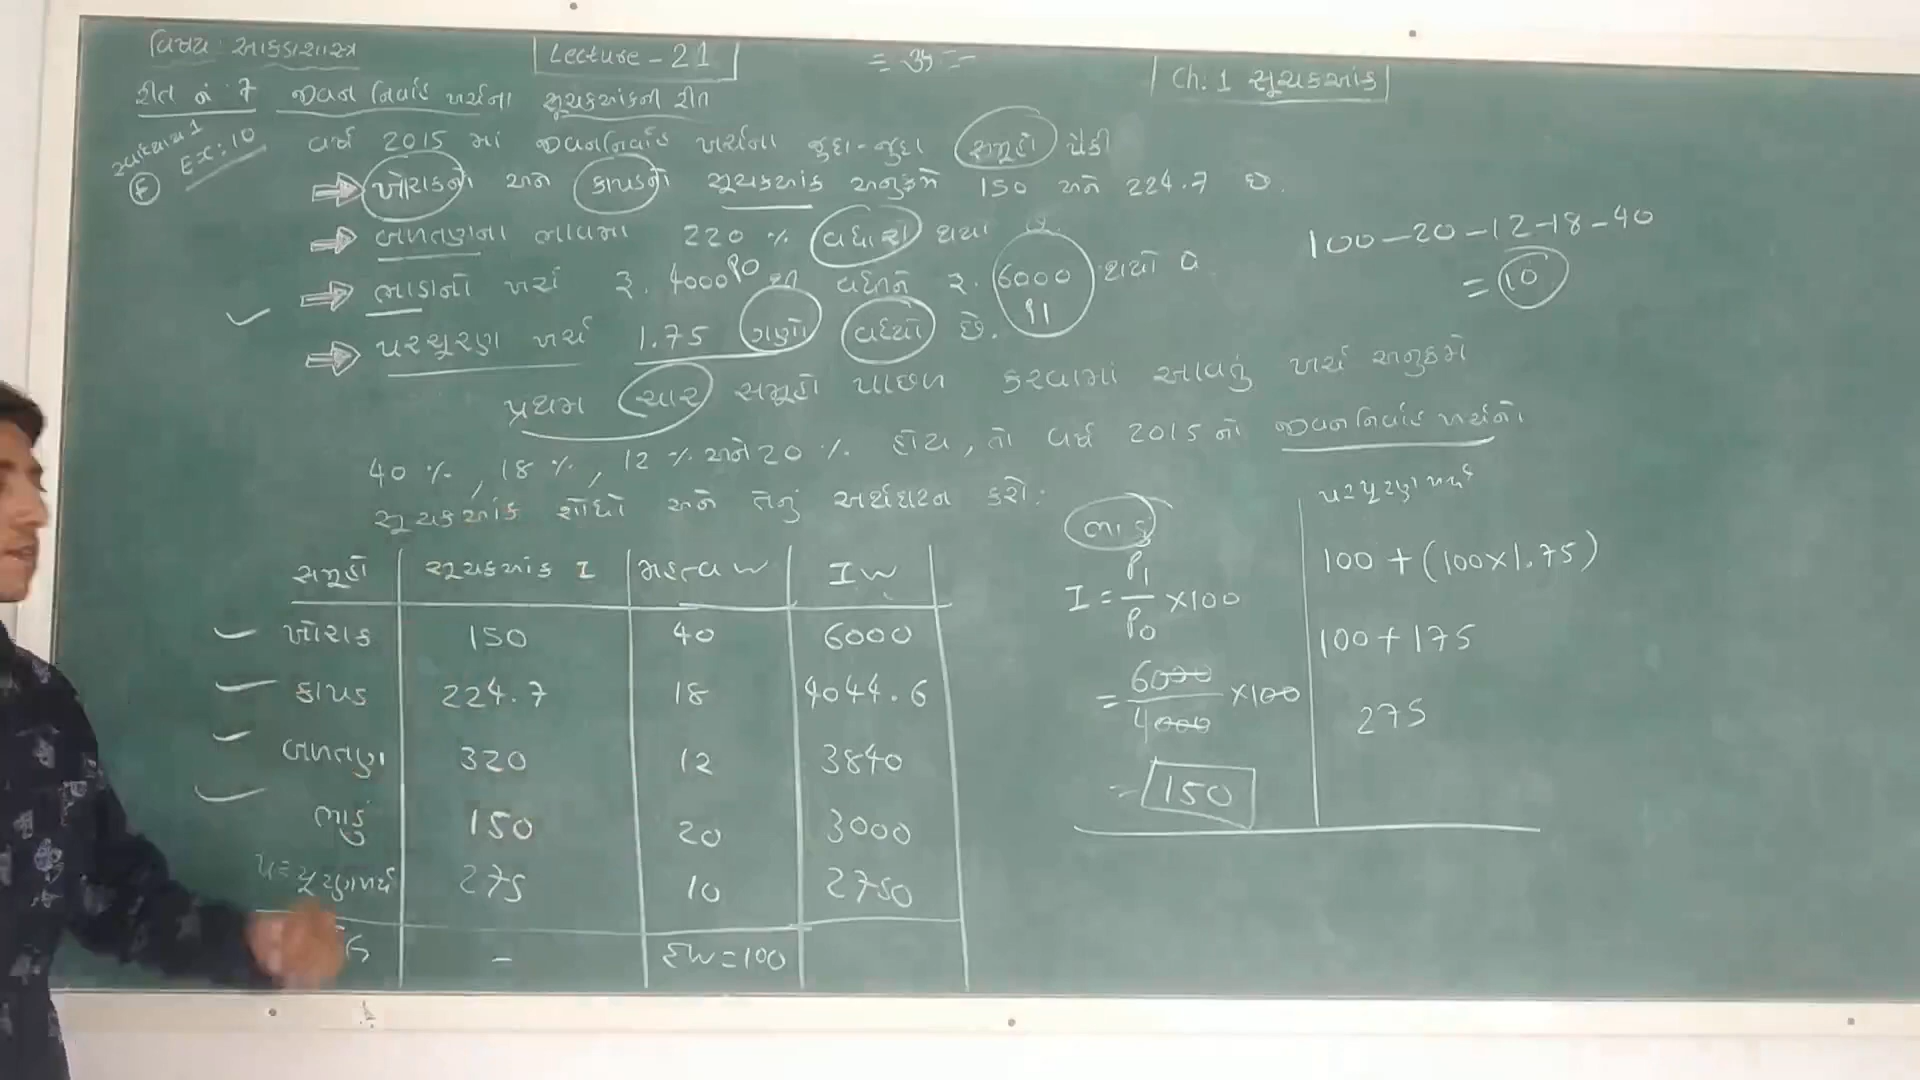 વિષય : આંકડાશાસ્ત્ર
Lecture - 21
= ૐ =
Ch. 1 સૂચકઆંક
રીત નં 7 જીવન નિર્વાહ ખર્ચના સૂચકઆંકની રીત
સ્વાધ્યાય 1
Ex: 10
F
વર્ષ 2015 માં જીવનનિર્વાહ ખર્ચના જુદા-જુદા સમૂહો પૈકી
ખોરાકનો અને કાપડનો સૂચકઆંક અનુક્રમે 150 અને 224.7 છે.
બળતણના ભાવમાં 220 % વધારો થયો છે.
ભાડાનો ખર્ચ રૂ. 4000 P0 થી વધીને રૂ. 6000 P1 થયો છે
પરચૂરણ ખર્ચ 1.75 ગણો વધ્યો છે.
પ્રથમ ચાર સમૂહો પાછળ કરવામાં આવતું ખર્ચ અનુક્રમે
40 %, 18 %, 12 % અને 20 % હોય, તો વર્ષ 2015 નો જીવનનિર્વાહ ખર્ચનો
સૂચકઆંક શોધો અને તેનું અર્થઘટન કરો:
100 – 20 – 12 – 18 – 40
= 10
સમૂહો સૂચકઆંક I મહત્વ W IW
ખોરાક 150 40 6000
કાપડ 224.7 18 4044.6
બળતણ 320 12 3840
ભાડું 150 20 3000
પરચૂરણખર્ચ 275 10 2750
- ΣW = 100
ભાડું
I = P1/P0 × 100
= 6000/4000 × 100
= 150
પરચુરણ ખર્ચ
100 + (100 × 1.75)
100 + 175
275